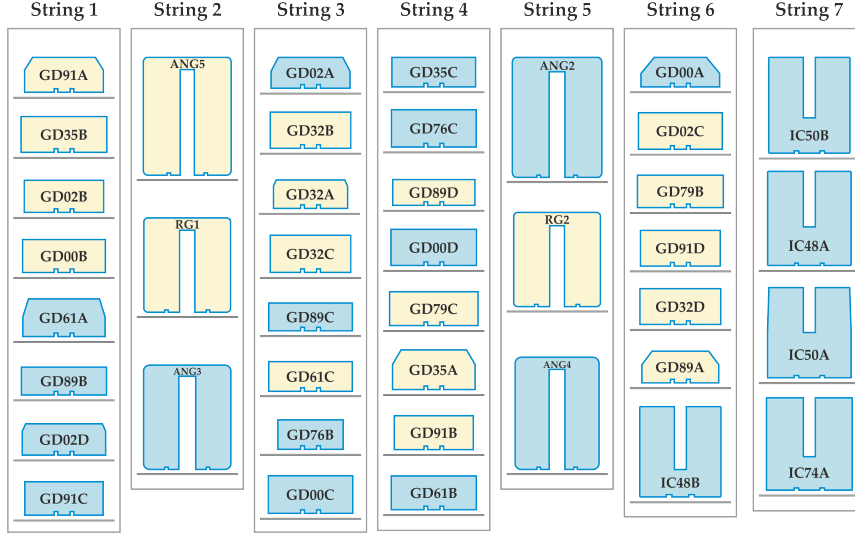 String 1
String 2
String 3
String 4
String 5
String 6
String 7
GD91A
GD35B
GD02B
GD00B
GD61A
GD89B
GD02D
GD91C
ANG5
RG1
ANG3
GD02A
GD32B
GD32A
GD32C
GD89C
GD61C
GD76B
GD00C
GD35C
GD76C
GD89D
GD00D
GD79C
GD35A
GD91B
GD61B
ANG2
RG2
ANG4
GD00A
GD02C
GD79B
GD91D
GD32D
GD89A
IC48B
IC50B
IC48A
IC50A
IC74A